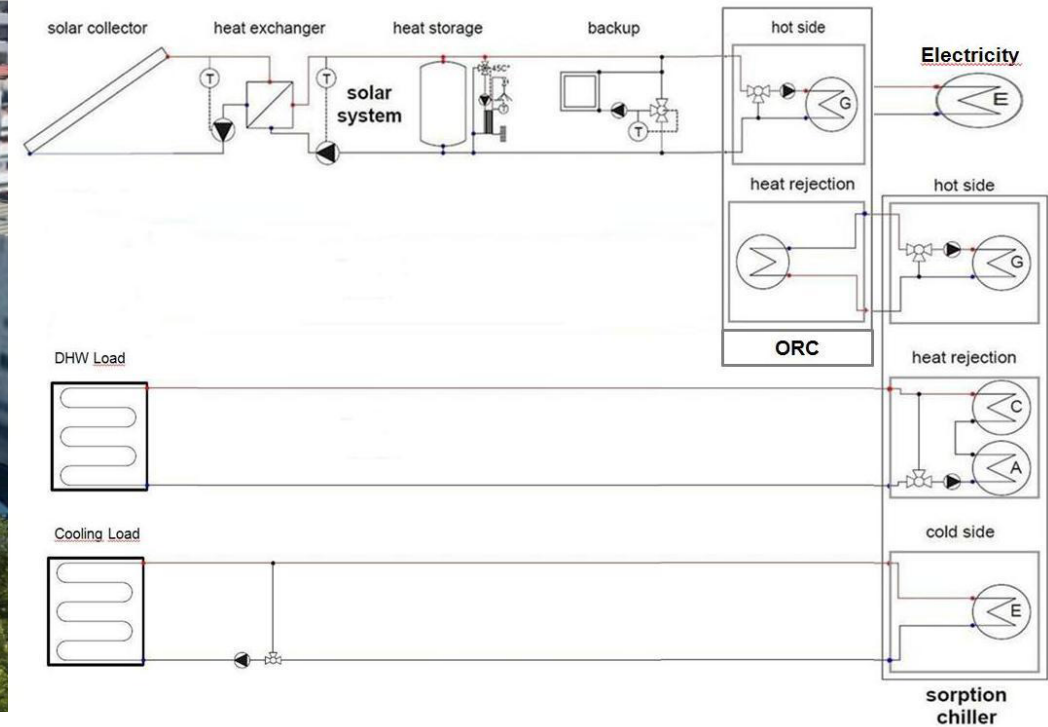 solar collector
heat exchanger
heat storage
backup
hot side
Electricity
T
T
45C°
solar
system
T
G
E
heat rejection
hot side
G
ORC
DHW Load
heat rejection
C
A
Cooling Load
cold side
E
sorption
chiller